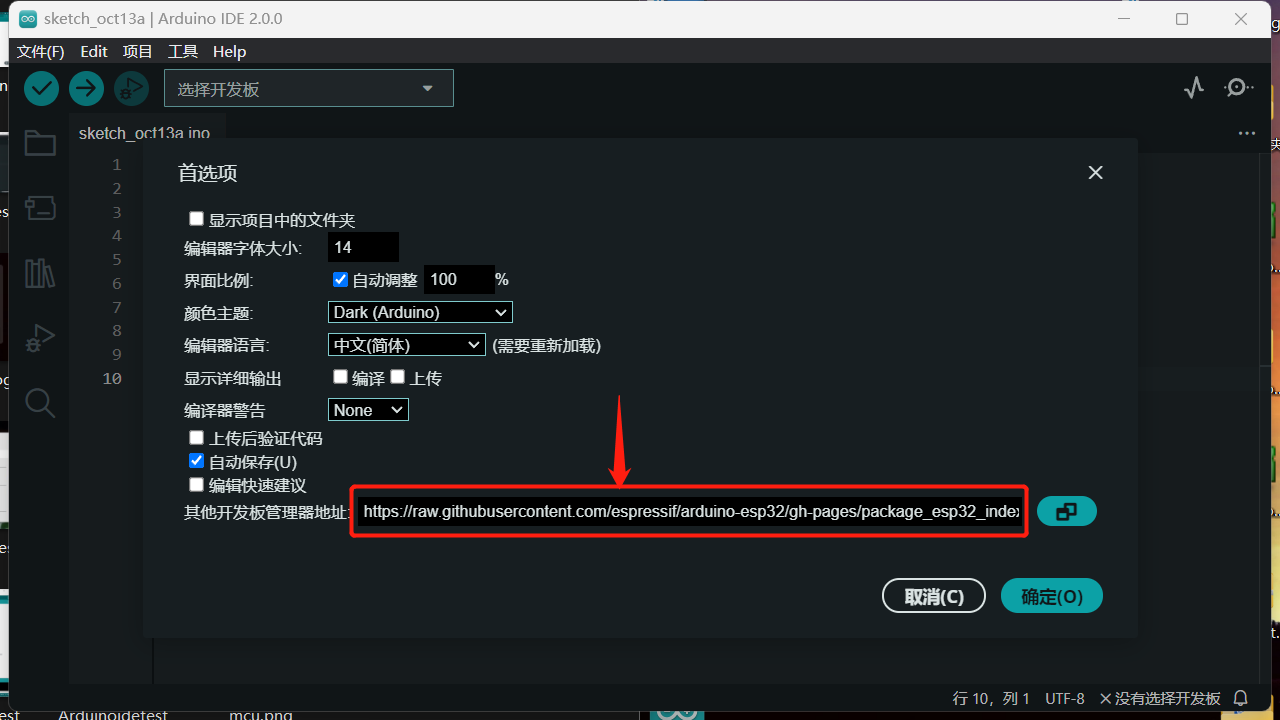 sketch_oct13a | Arduino IDE 2.0.0
文件(F) Edit 项目 工具 Help
选择开发板
sketch_oct13a.ino
1
2
3
4
5
6
7
8
9
10
首选项
显示项目中的文件夹
编辑器字体大小: 14
界面比例: 自动调整 100 %
颜色主题: Dark (Arduino)
编辑器语言: 中文(简体) (需要重新加载)
显示详细输出 编译 上传
编译器警告 None
上传后验证代码
自动保存(U)
编辑快速建议
其他开发板管理器地址: https://raw.githubusercontent.com/espressif/arduino-esp32/gh-pages/package_esp32_index
取消(C) 确定(O)
行 10，列 1 UTF-8 没有选择开发板
Arduinoidetest mcu.png